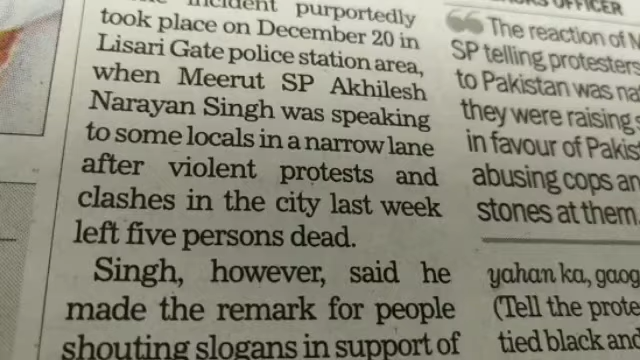 incident purportedly
took place on December 20 in
Lisari Gate police station area,
when Meerut SP Akhilesh
Narayan Singh was speaking
to some locals in a narrow lane
after violent protests and
clashes in the city last week
left five persons dead.
Singh, however, said he
made the remark for people
shouting slogans in support of
OFFICER
The reaction of
SP telling protesters
to Pakistan was
they were raising
in favour of
abusing cops
stones at them
yahan ka,
(Tell the
tied black and